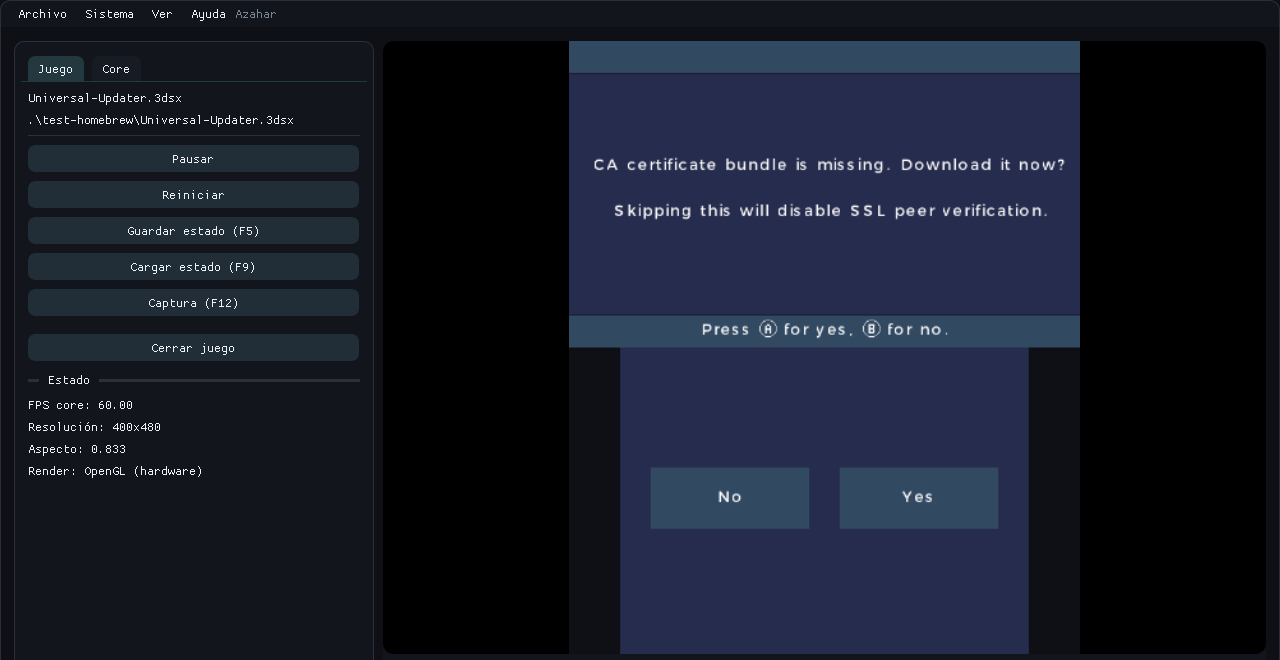 Archivo Sistema Ver Ayuda Azahar
Juego Core
Universal-Updater.3dsx
.\test-homebrew\Universal-Updater.3dsx
Pausar
Reiniciar
Guardar estado (F5)
Cargar estado (F9)
Captura (F12)
Cerrar juego
Estado
FPS core: 60.00
Resolución: 400x480
Aspecto: 0.833
Render: OpenGL (hardware)
CA certificate bundle is missing. Download it now?
Skipping this will disable SSL peer verification.
Press Ⓐ for yes, Ⓑ for no.
No Yes